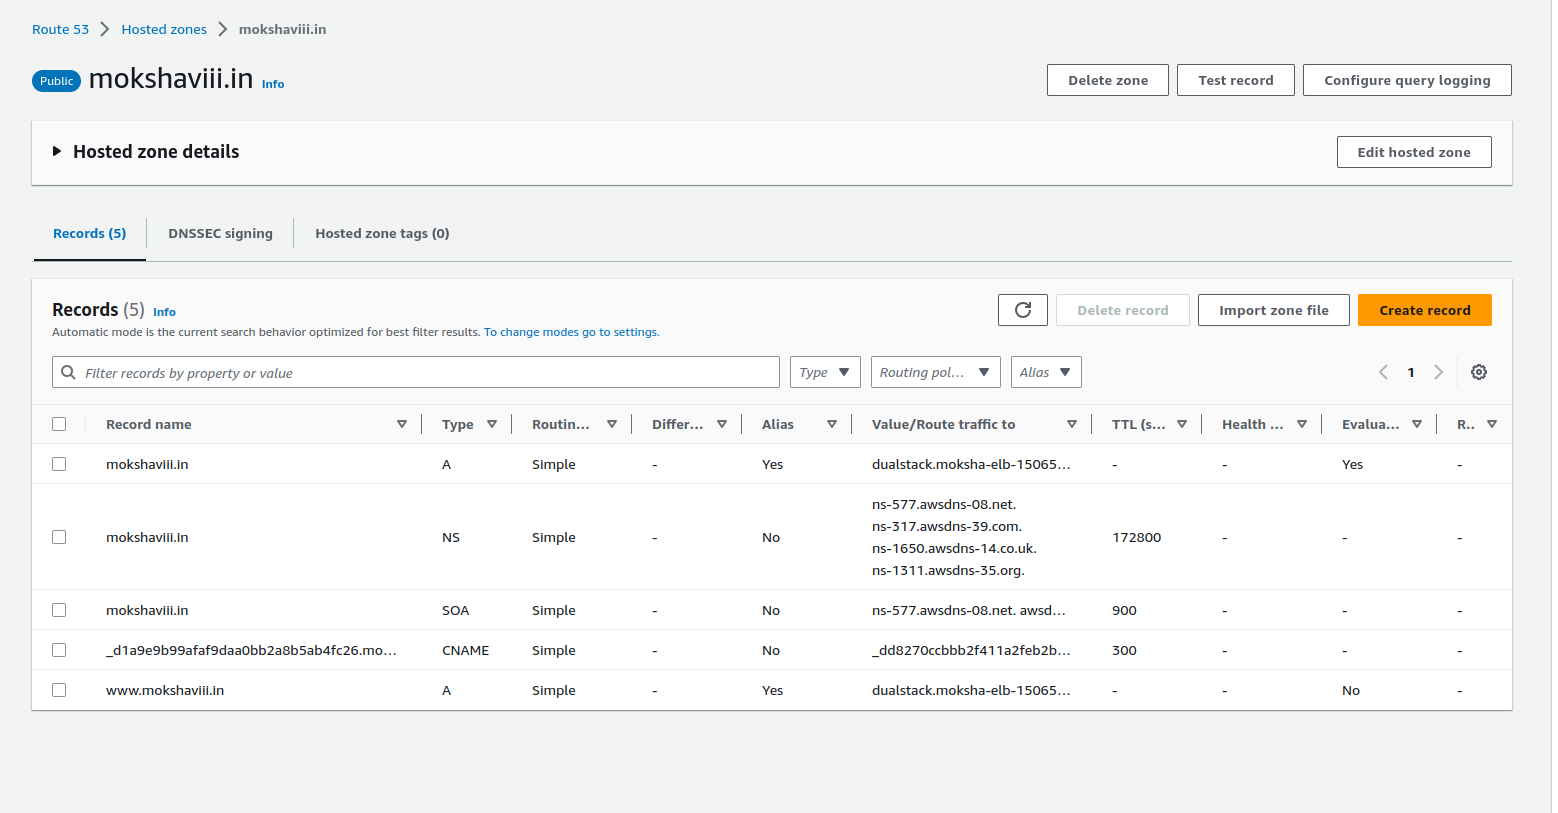 Route 53 > Hosted zones > mokshaviii.in
Public mokshaviii.in Info
Delete zone Test record Configure query logging
Hosted zone details Edit hosted zone
Records (5) DNSSEC signing Hosted zone tags (0)
Records (5) Info
Automatic mode is the current search behavior optimized for best filter results. To change modes go to settings.
Delete record Import zone file Create record
Filter records by property or value Type Routing pol... Alias 1
Record name Type Routin... Differ... Alias Value/Route traffic to TTL (s... Health ... Evalua... R..
mokshaviii.in A Simple - Yes dualstack.moksha-elb-15065... - - Yes -
ns-577.awsdns-08.net.
ns-317.awsdns-39.com.
mokshaviii.in NS Simple - No 172800 - - -
ns-1650.awsdns-14.co.uk.
ns-1311.awsdns-35.org.
mokshaviii.in SOA Simple - No ns-577.awsdns-08.net. awsd... 900 - - -
_d1a9e9b99afaf9daa0bb2a8b5ab4fc26.mo... CNAME Simple - No _dd8270ccbbb2f411a2feb2b... 300 - - -
www.mokshaviii.in A Simple - Yes dualstack.moksha-elb-15065... - - No -